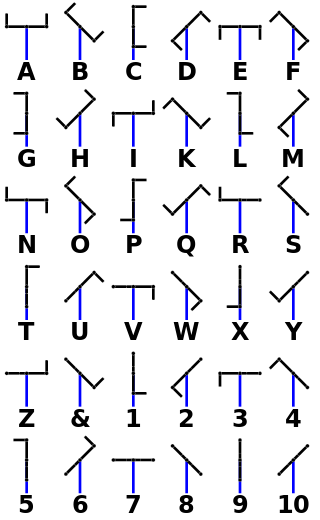 A B C D E F
G H I K L M
N O P Q R S
T U V W X Y
Z & 1 2 3 4
5 6 7 8 9 10